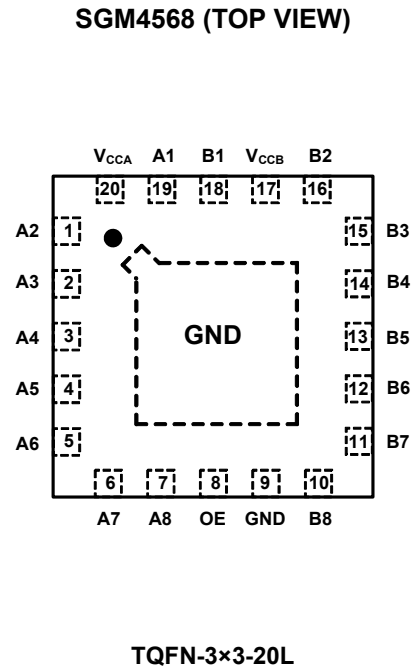 SGM4568 (TOP VIEW)
VCCA A1 B1 VCCB B2
20 19 18 17 16
A2 1 15 B3
A3 2 14 B4
A4 3 GND 13 B5
A5 4 12 B6
A6 5 11 B7
6 7 8 9 10
A7 A8 OE GND B8
TQFN-3×3-20L